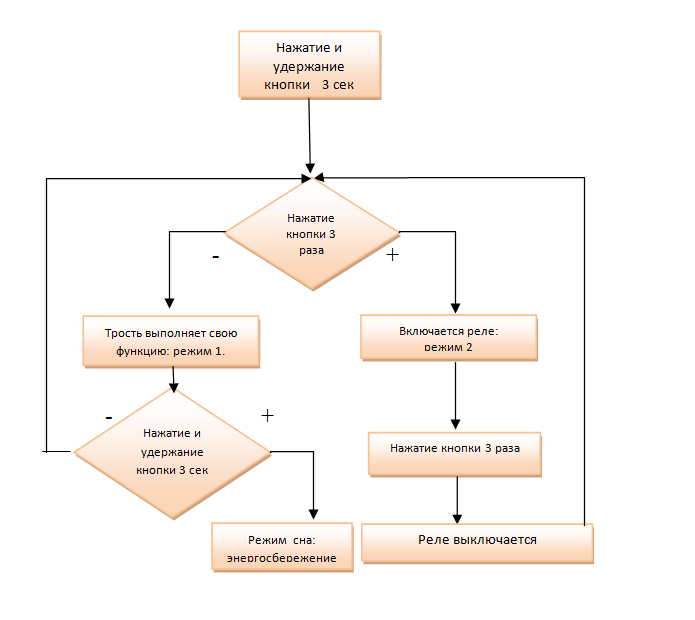 Нажатие и
удержание
кнопки 3 сек
Нажатие
кнопки 3
раза
-
+
Трость выполняет свою
функцию: режим 1.
Включается реле:
режим 2
-
+
Нажатие и
удержание
кнопки 3 сек
Нажатие кнопки 3 раза
Режим сна:
энергосбережение
Реле выключается